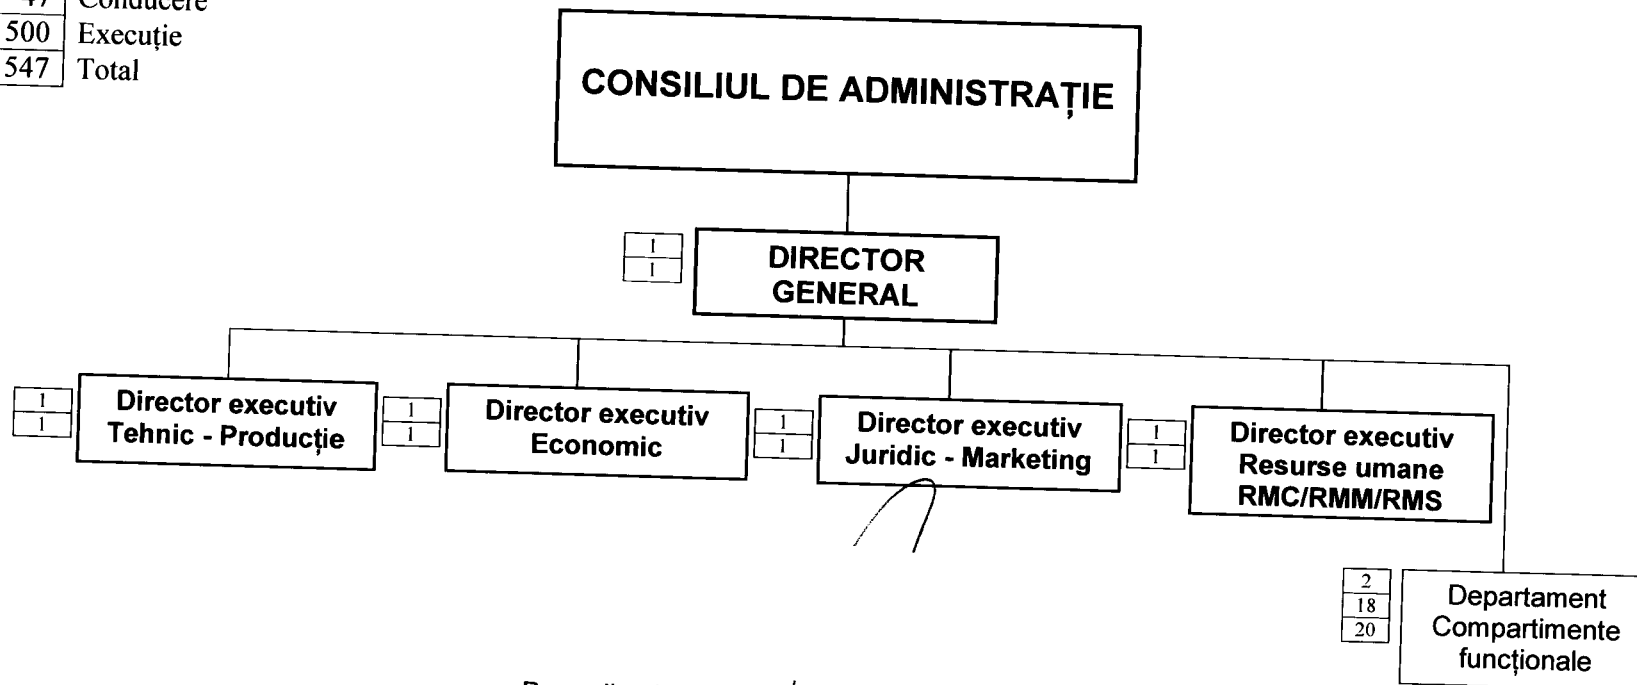 47 Conducere
500 Execuție
547 Total
CONSILIUL DE ADMINISTRAȚIE
1
1
DIRECTOR
GENERAL
1
1
Director executiv
Tehnic - Producție
1
1
Director executiv
Economic
1
1
Director executiv
Juridic - Marketing
1
1
Director executiv
Resurse umane
RMC/RMM/RMS
2
18
20
Departament
Compartimente
funcționale